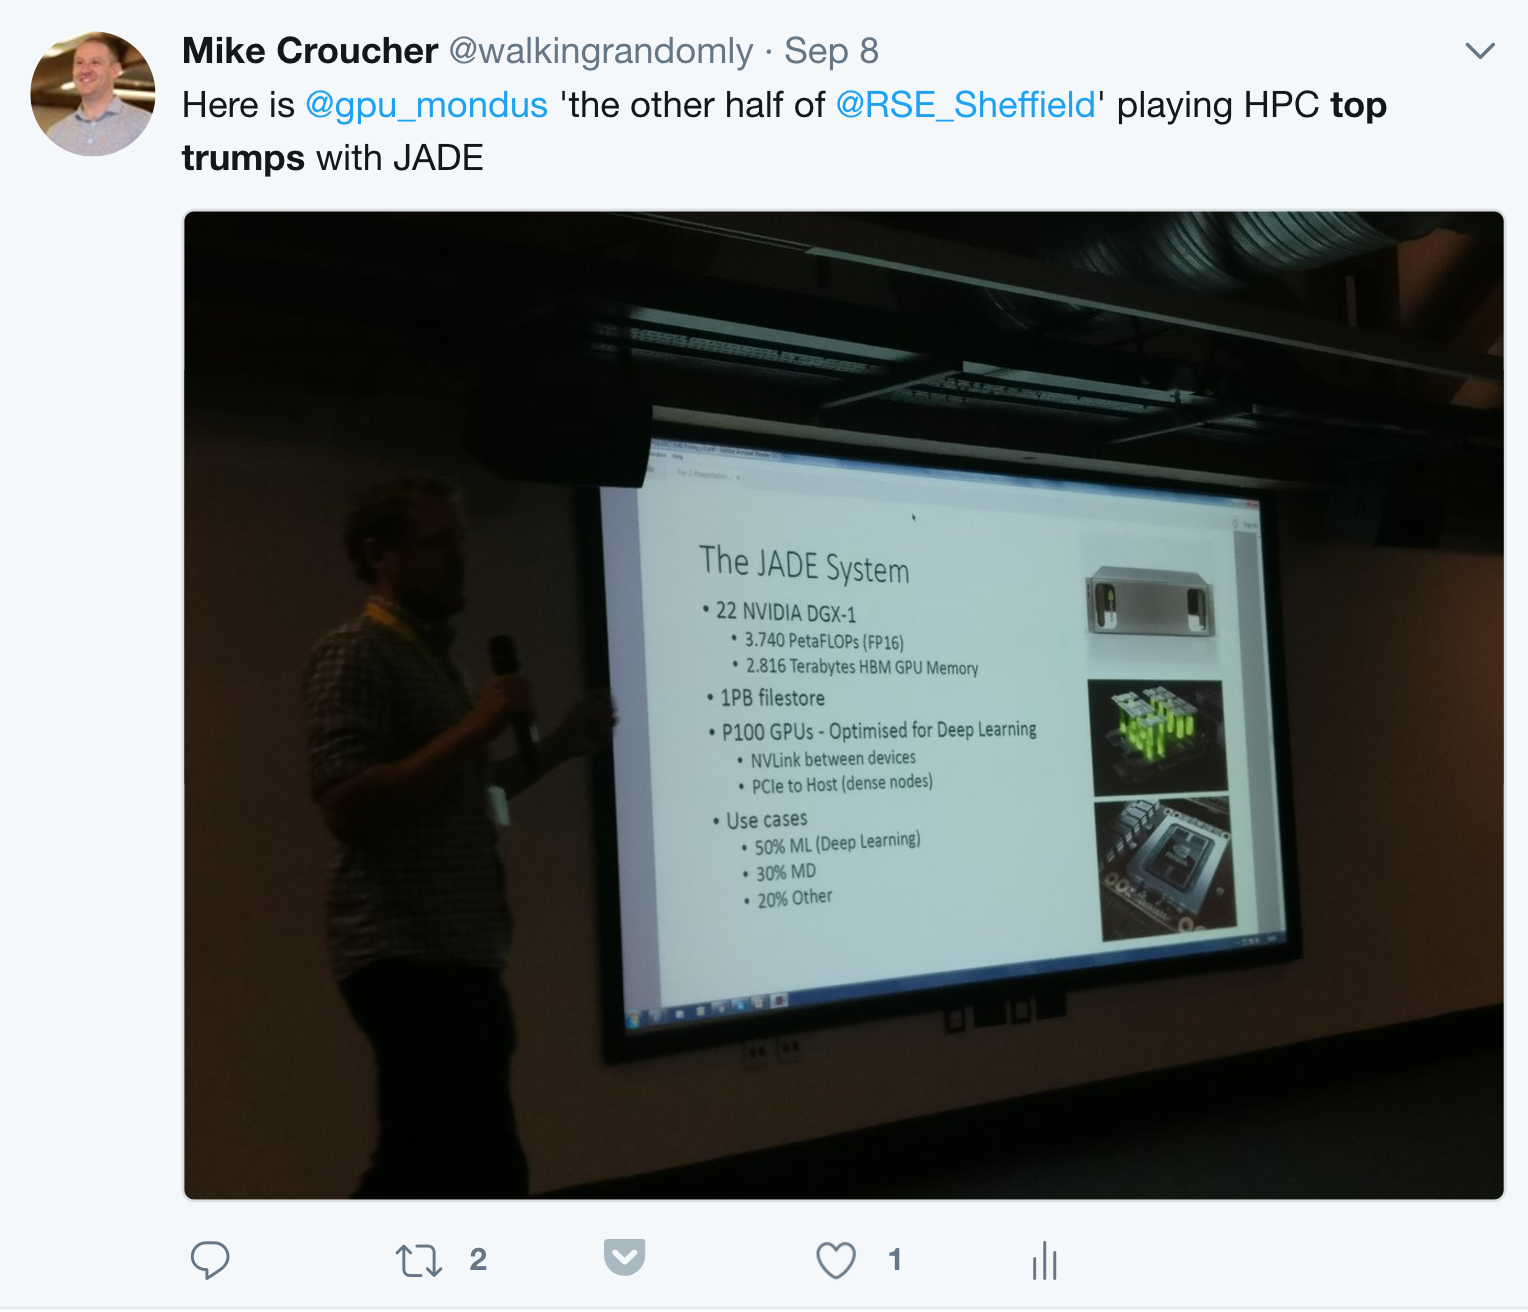 Mike Croucher @walkingrandomly · Sep 8
Here is @gpu_mondus 'the other half of @RSE_Sheffield' playing HPC top
trumps with JADE
Tier 2 Presentation...
The JADE System
• 22 NVIDIA DGX-1
• 3.740 PetaFLOPs (FP16)
• 2.816 Terabytes HBM GPU Memory
• 1PB filestore
• P100 GPUs - Optimised for Deep Learning
• NVLink between devices
• PCIe to Host (dense nodes)
• Use cases
• 50% ML (Deep Learning)
• 30% MD
• 20% Other
2
1